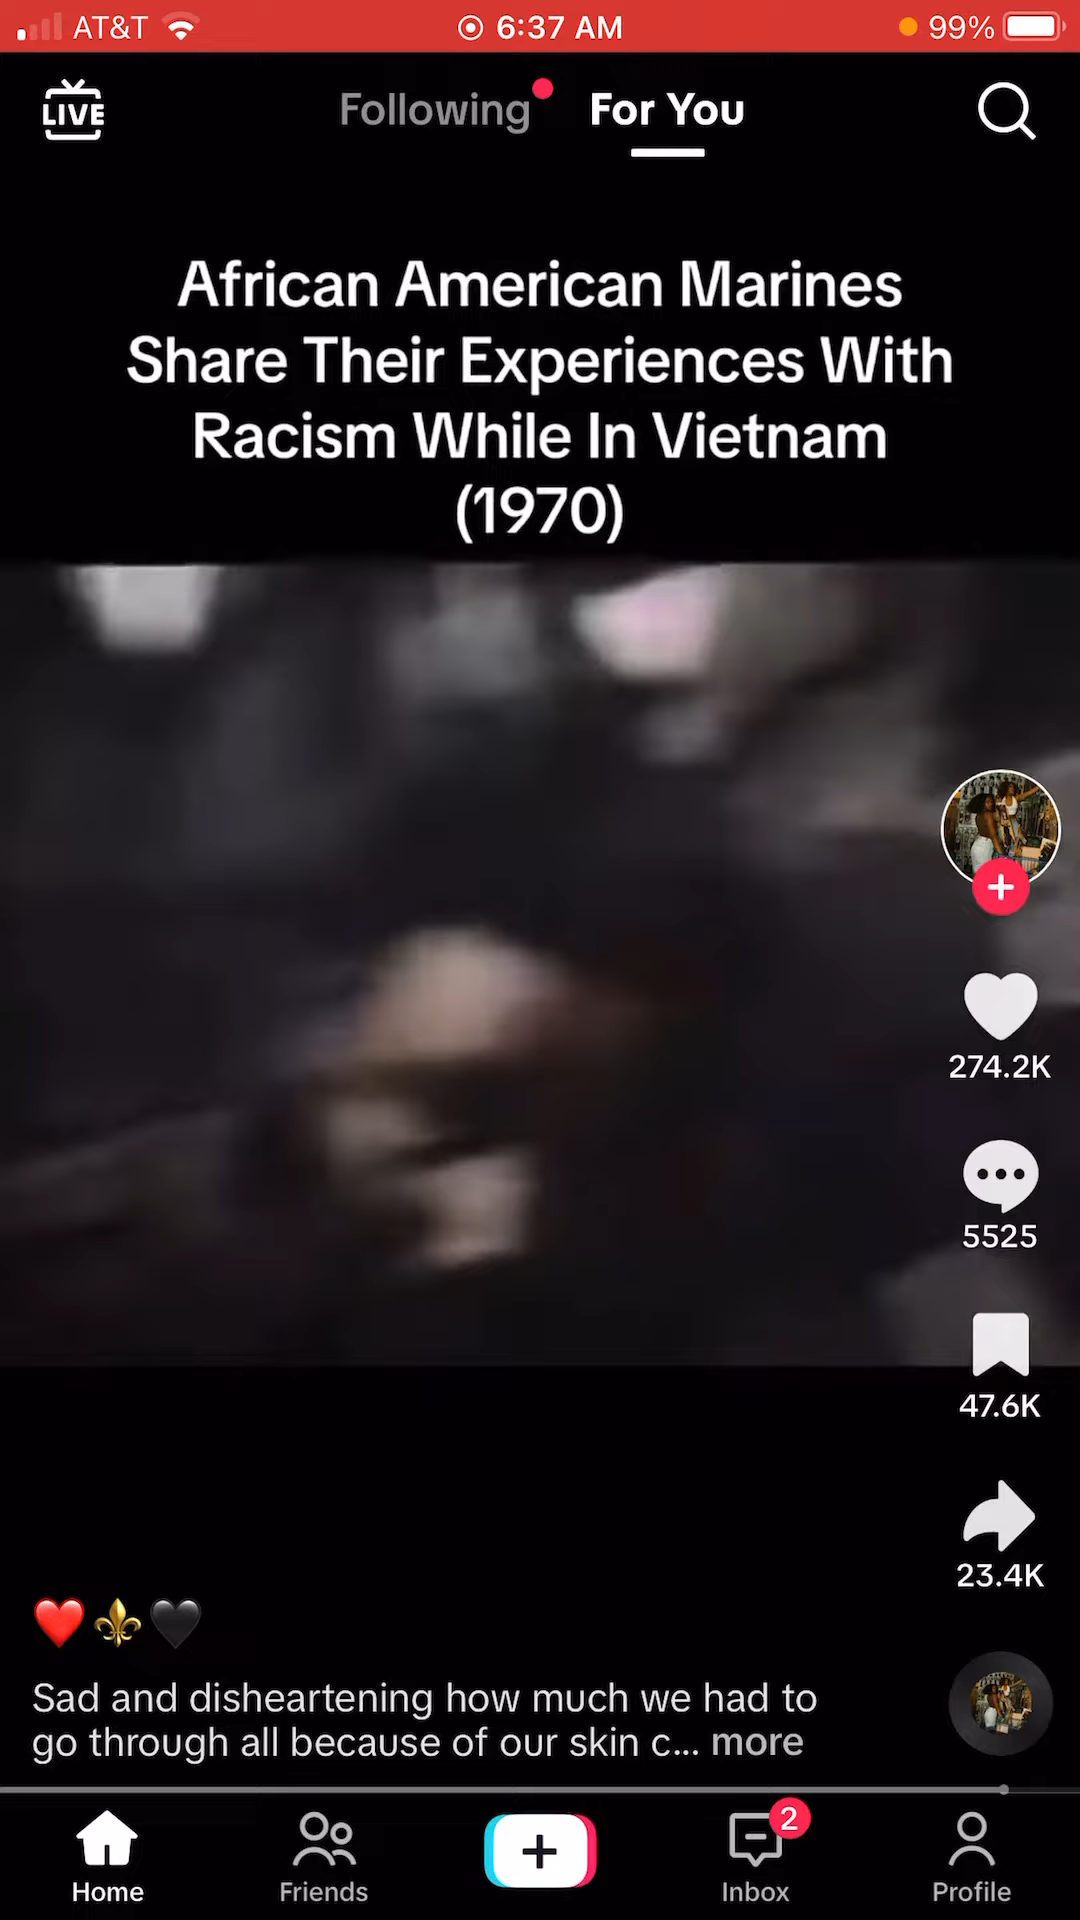 AT&T 6:37 AM 99%
LIVE Following For You
African American Marines
Share Their Experiences With
Racism While In Vietnam
(1970)
274.2K
5525
47.6K
23.4K
❤️⚜️🖤
Sad and disheartening how much we had to
go through all because of our skin c... more
2
Home Friends Inbox Profile